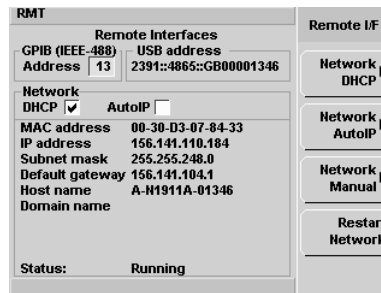 RMT
Remote Interfaces
GPIB (IEEE-488)
Address 13
USB address
2391::4865::GB00001346
Network
DHCP AutoIP
MAC address 00-30-D3-07-84-33
IP address 156.141.110.184
Subnet mask 255.255.248.0
Default gateway 156.141.104.1
Host name A-N1911A-01346
Domain name
Status: Running
Remote I/F
Network
DHCP
Network
AutoIP
Network
Manual
Restar
Network